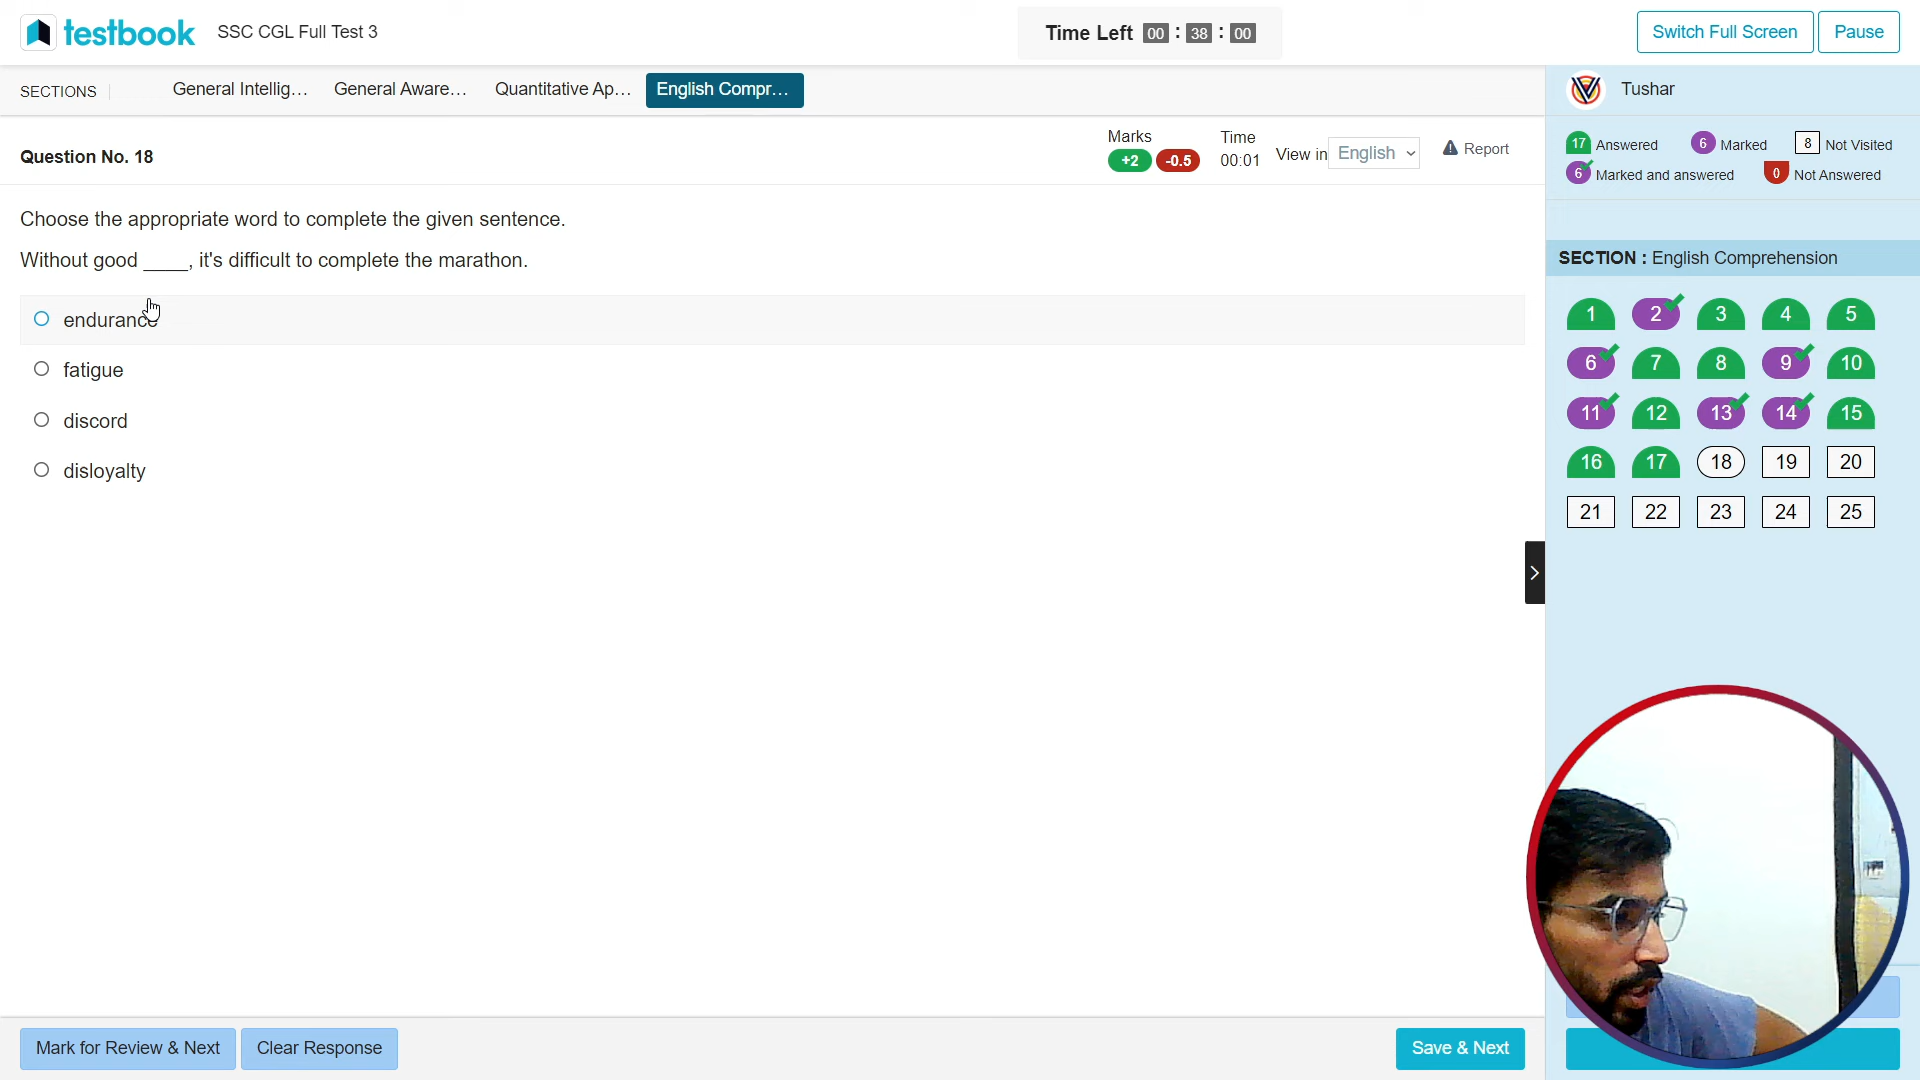 testbook SSC CGL Full Test 3
Time Left 00 : 38 : 00
Switch Full Screen
Pause
SECTIONS
General Intellig...
General Aware...
Quantitative Ap...
English Compr...
Tushar
Question No. 18
Marks
+2 -0.5
Time
00:01
View in English
Report
17 Answered
6 Marked
8 Not Visited
6 Marked and answered
0 Not Answered
Choose the appropriate word to complete the given sentence.
Without good ____, it's difficult to complete the marathon.
endurance
fatigue
discord
disloyalty
SECTION : English Comprehension
1 2 3 4 5
6 7 8 9 10
11 12 13 14 15
16 17 18 19 20
21 22 23 24 25
Mark for Review & Next
Clear Response
Save & Next